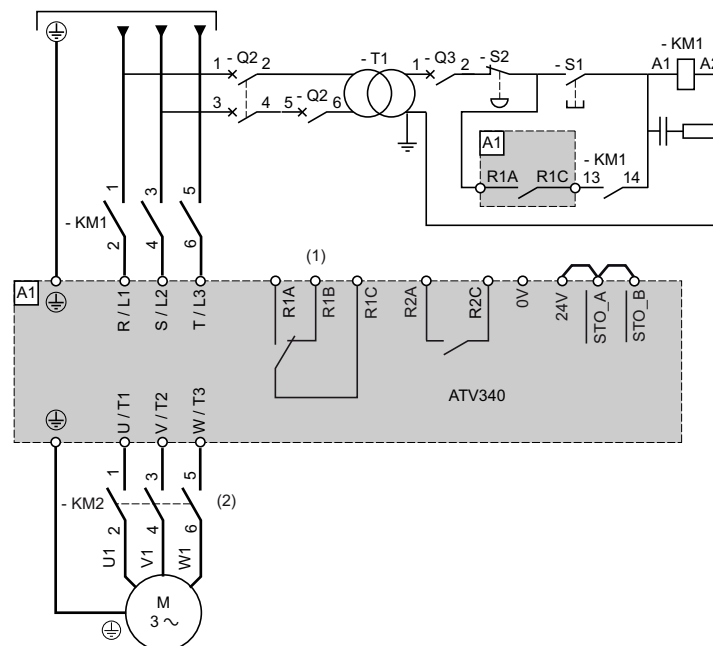 1 - Q2 2
- T1
1 - Q3 2
- S2
- S1
- KM1
A1 A2
3 4 5 - Q2 6
A1
R1A R1C
- KM1
13 14
- KM1
1 3 5
2 4 6
(1)
A1
R / L1
S / L2
T / L3
R1A
R1B
R1C
R2A
R2C
0V
24V
STO_A
STO_B
ATV340
U / T1
V / T2
W / T3
- KM2
1 3 5
2 4 6
(2)
U1
V1
W1
M
3 ~